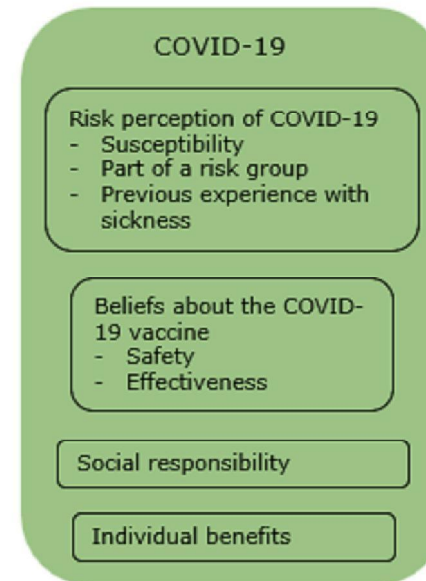 COVID-19
Risk perception of COVID-19
- Susceptibility
- Part of a risk group
- Previous experience with
sickness
Beliefs about the COVID-
19 vaccine
- Safety
- Effectiveness
Social responsibility
Individual benefits